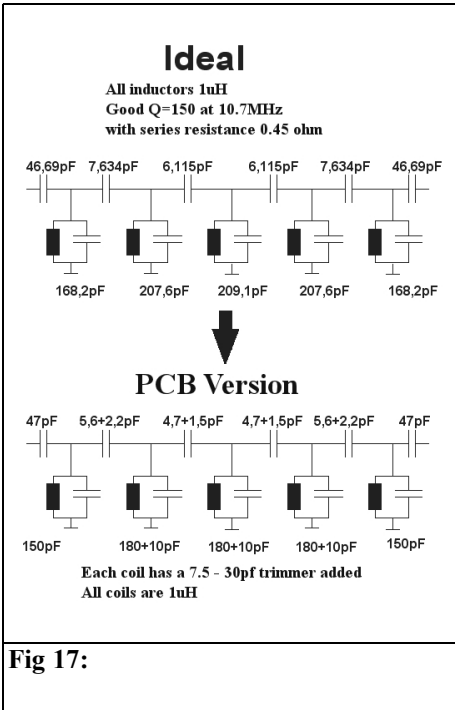 Ideal
All inductors 1uH
Good Q=150 at 10.7MHz
with series resistance 0.45 ohm
46,69pF 7,634pF 6,115pF 6,115pF 7,634pF 46,69pF
168,2pF 207,6pF 209,1pF 207,6pF 168,2pF
PCB Version
47pF 5,6+2,2pF 4,7+1,5pF 4,7+1,5pF 5,6+2,2pF 47pF
150pF 180+10pF 180+10pF 180+10pF 150pF
Each coil has a 7.5 - 30pf trimmer added
All coils are 1uH
Fig 17: